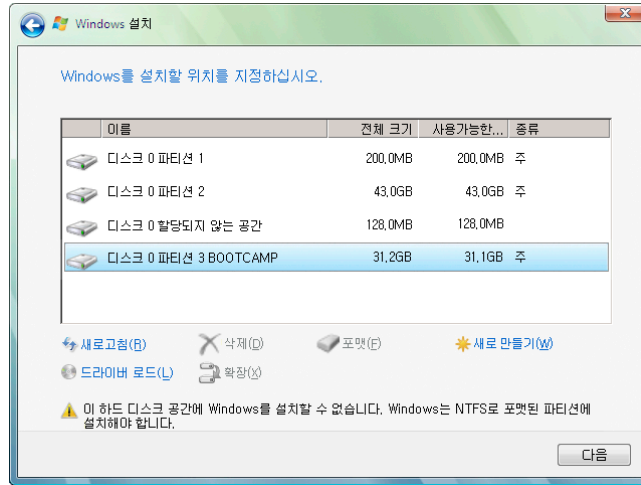 Windows 설치
Windows를 설치할 위치를 지정하십시오.
이름 전체 크기 사용가능한... 종류
디스크 0 파티션 1 200,0MB 200,0MB 주
디스크 0 파티션 2 43,0GB 43,0GB 주
디스크 0 할당되지 않는 공간 128,0MB 128,0MB
디스크 0 파티션 3 BOOTCAMP 31,2GB 31,1GB 주
새로고침(R) 삭제(D) 포맷(F) 새로 만들기(W)
드라이버 로드(L) 확장(X)
이 하드 디스크 공간에 Windows를 설치할 수 없습니다. Windows는 NTFS로 포맷된 파티션에
설치해야 합니다.
다음